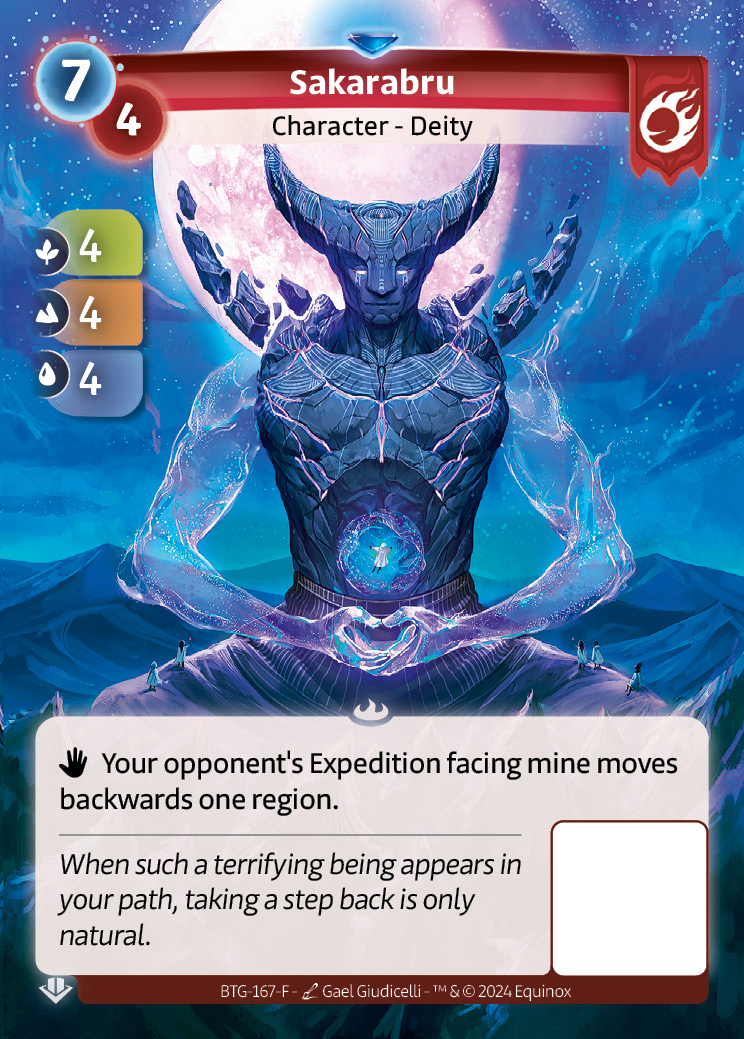 7
Sakarabru
4
Character - Deity
4
4
4
Your opponent's Expedition facing mine moves
backwards one region.
When such a terrifying being appears in
your path, taking a step back is only
natural.
BTG-167-F - Gael Giudicelli - ™ & © 2024 Equinox